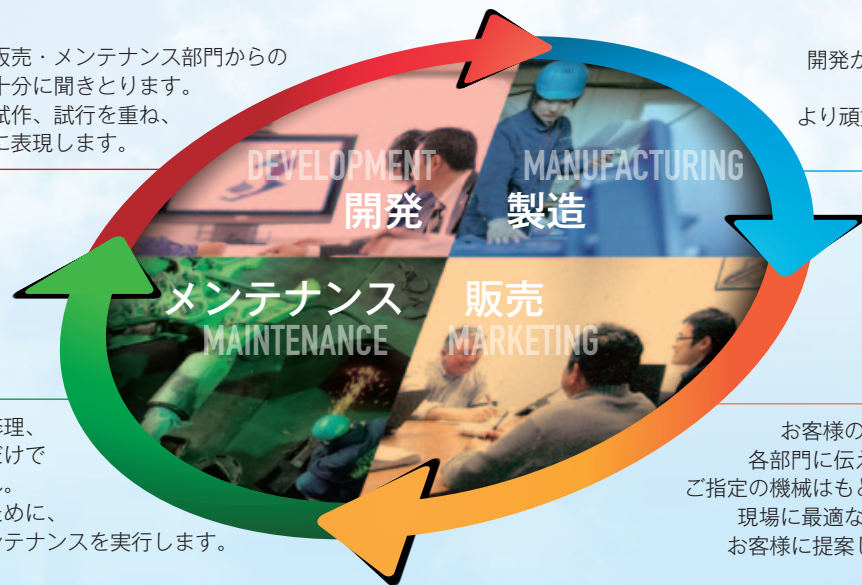 販売・メンテナンス部門からの
十分に聞きとります。
試作、試行を重ね、
に表現します。
開発か
より頑
DEVELOPMENT
開発
MANUFACTURING
製造
メンテナンス
MAINTENANCE
販売
MARKETING
修理、
だけで
ために、
ンテナンスを実行します。
お客様の
各部門に伝え
ご指定の機械はもと
現場に最適な
お客様に提案し